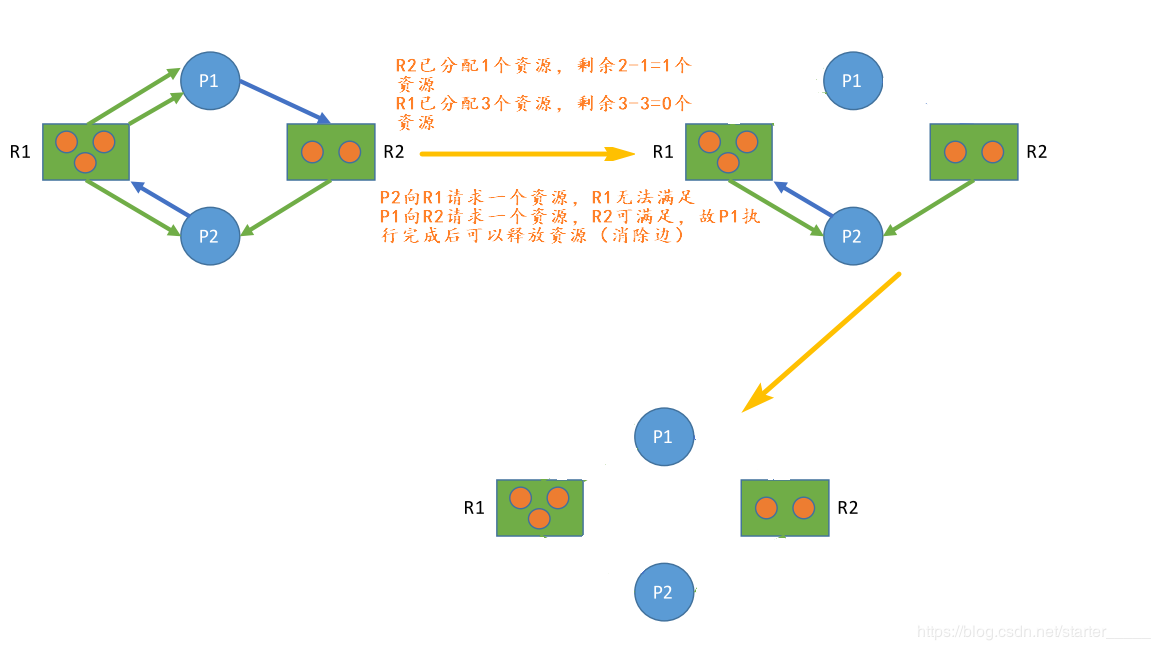 P1
R2已分配1个资源，剩余2-1=1个
资源
R1已分配3个资源，剩余3-3=0个
资源
R1
R2
P2
P2向R1请求一个资源，R1无法满足
P1向R2请求一个资源，R2可满足，故P1执
行完成后可以释放资源（消除边）
P1
R1
R2
P2
P1
R1
R2
P2
https://blog.csdn.net/starter_____